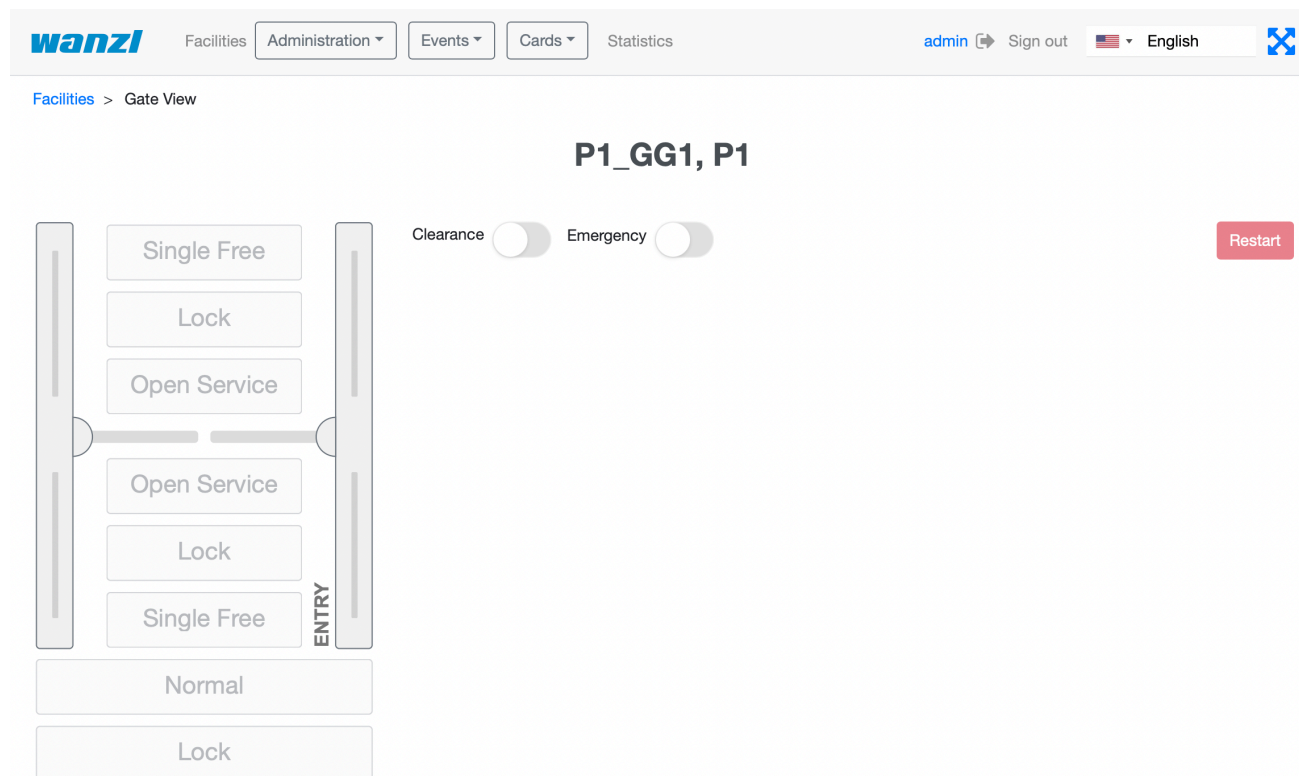 wanzl Facilities Administration Events Cards Statistics admin Sign out English
Facilities > Gate View
P1_GG1, P1
Single Free
Clearance Emergency Restart
Lock
Open Service
Open Service
Lock
Single Free
ENTRY
Normal
Lock